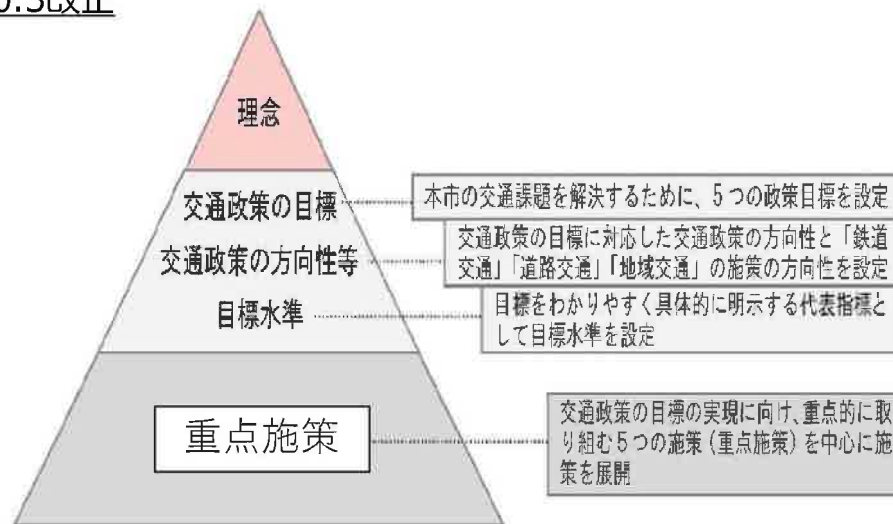 .3改正
理念
交通政策の目標
本市の交通課題を解決するために、5つの政策目標を設定
交通政策の方向性等
交通政策の目標に対応した交通政策の方向性と「鉄道
交通」「道路交通」「地域交通」の施策の方向性を設定
目標水準
目標をわかりやすく具体的に明示する代表指標と
して目標水準を設定
重点施策
交通政策の目標の実現に向け、重点的に取
り組む5つの施策（重点施策）を中心に施
策を展開